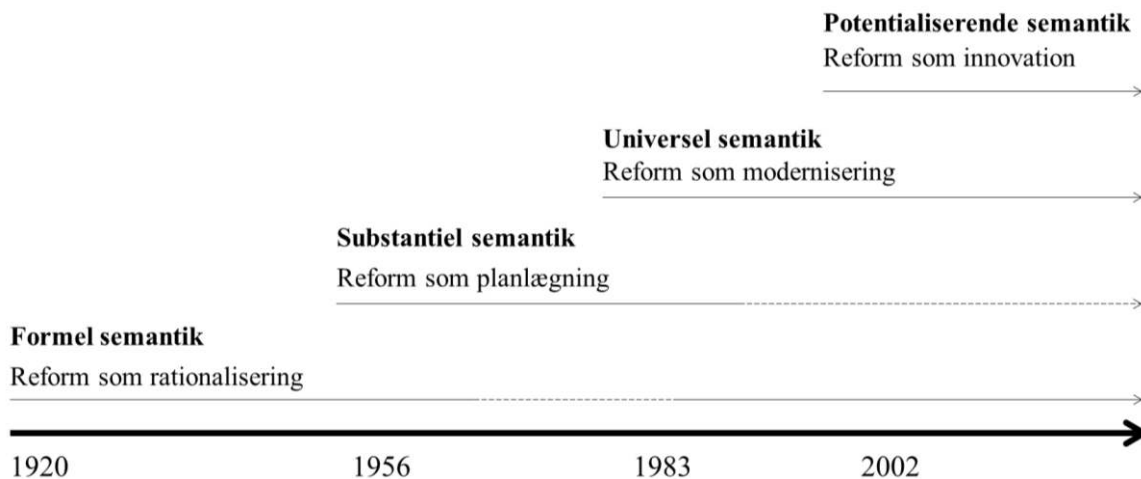 Potentialiserende semantik
Reform som innovation
Universel semantik
Reform som modernisering
Substantiel semantik
Reform som planlægning
Formel semantik
Reform som rationalisering
1920 1956 1983 2002